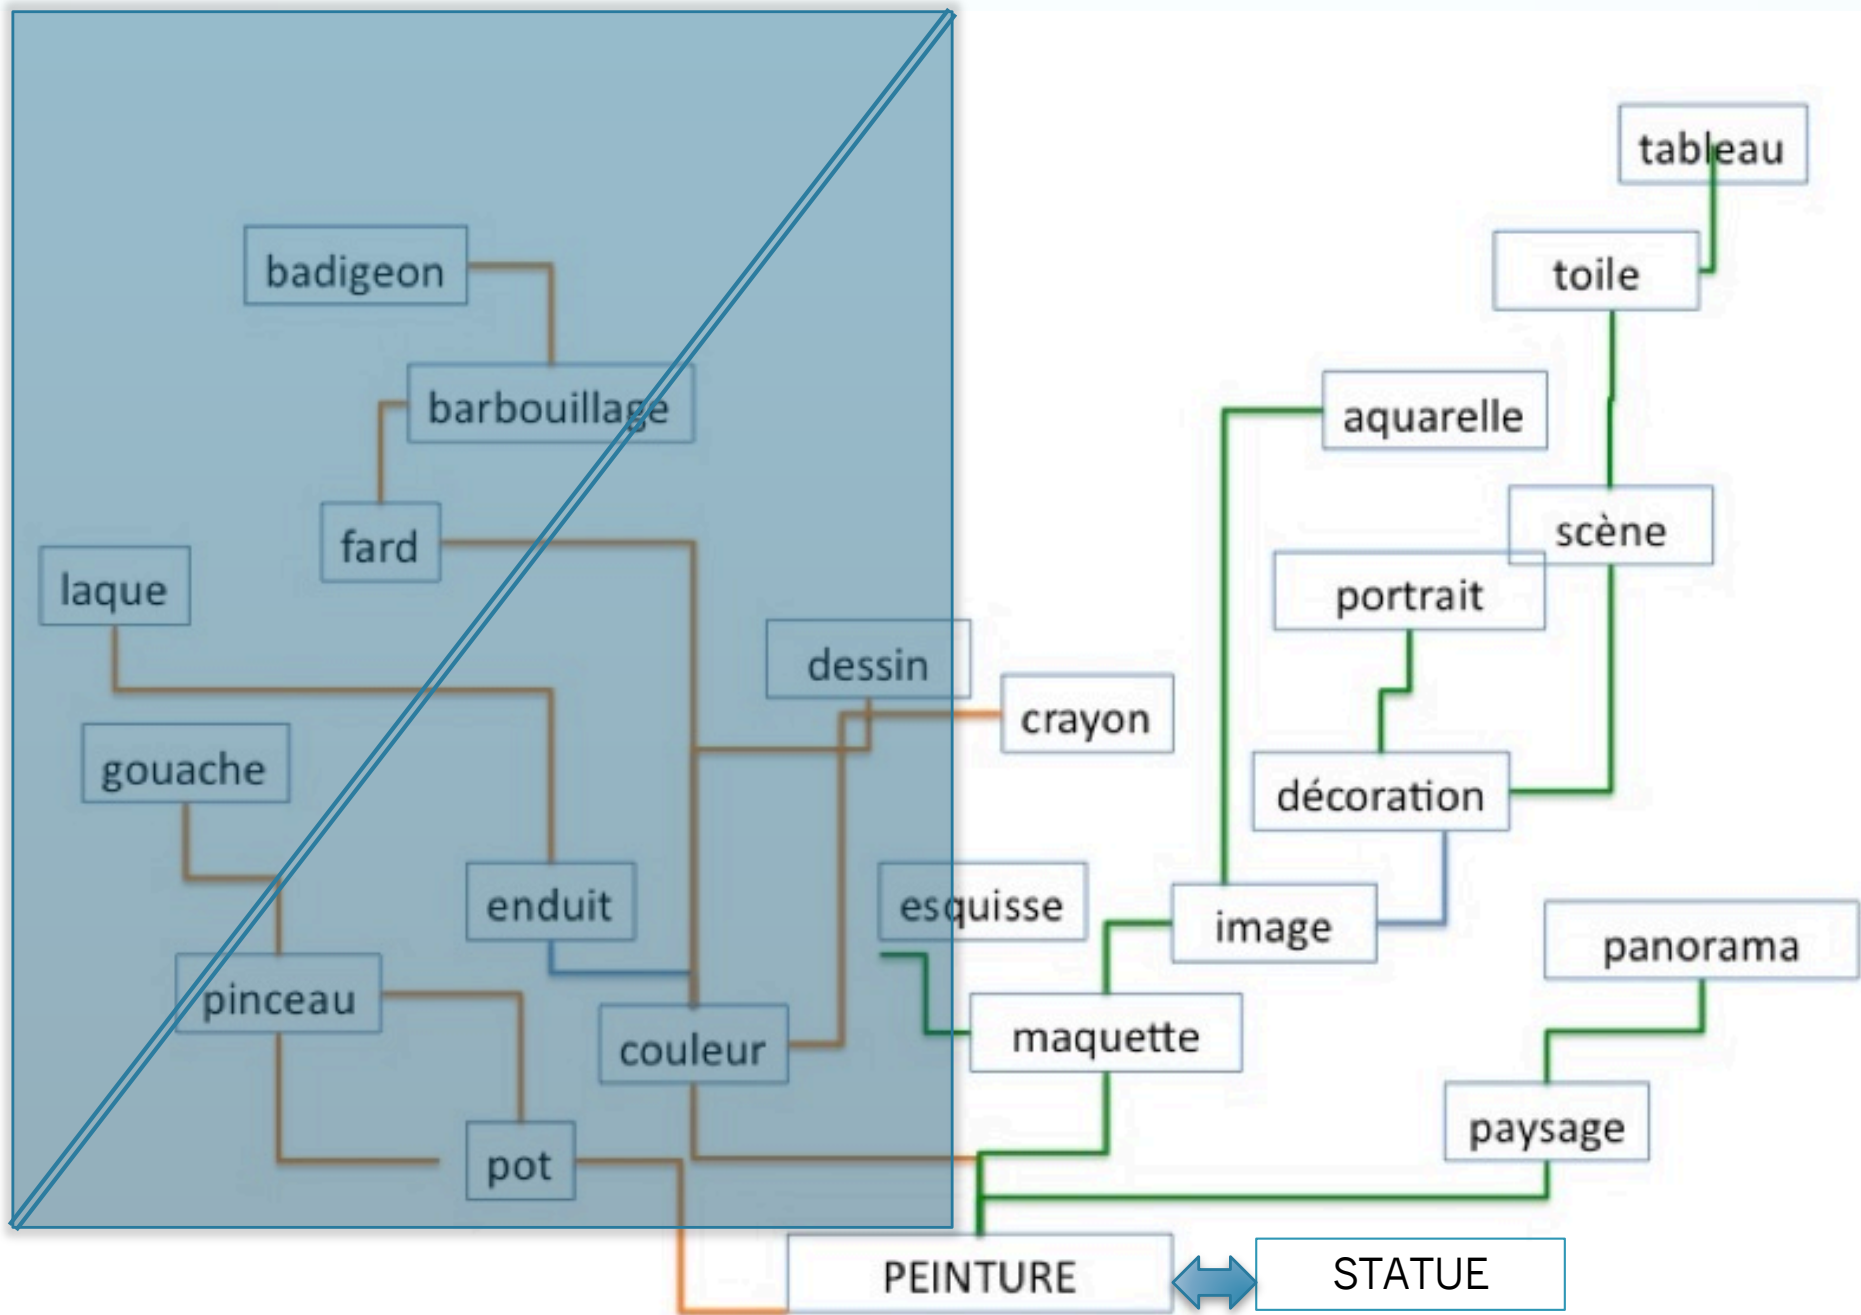 tableau
badigeon
toile
barbouillage
aquarelle
fard
scène
laque
portrait
dessin
crayon
gouache
décoration
enduit
esquisse
image
panorama
pinceau
couleur
maquette
paysage
pot
PEINTURE
STATUE